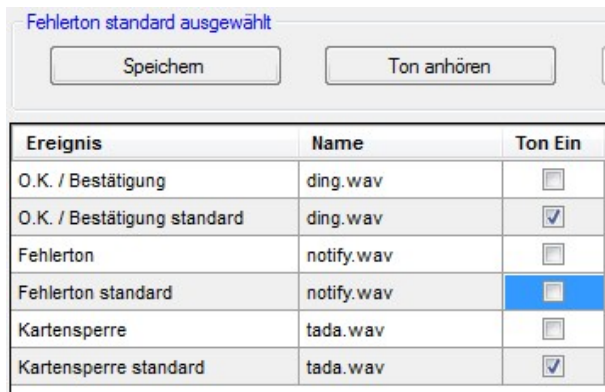 Fehlerton standard ausgewählt
Speichern Ton anhören
Ereignis Name Ton Ein
O.K. / Bestätigung ding.wav
O.K. / Bestätigung standard ding.wav
Fehlerton notify.wav
Fehlerton standard notify.wav
Kartensperre tada.wav
Kartensperre standard tada.wav